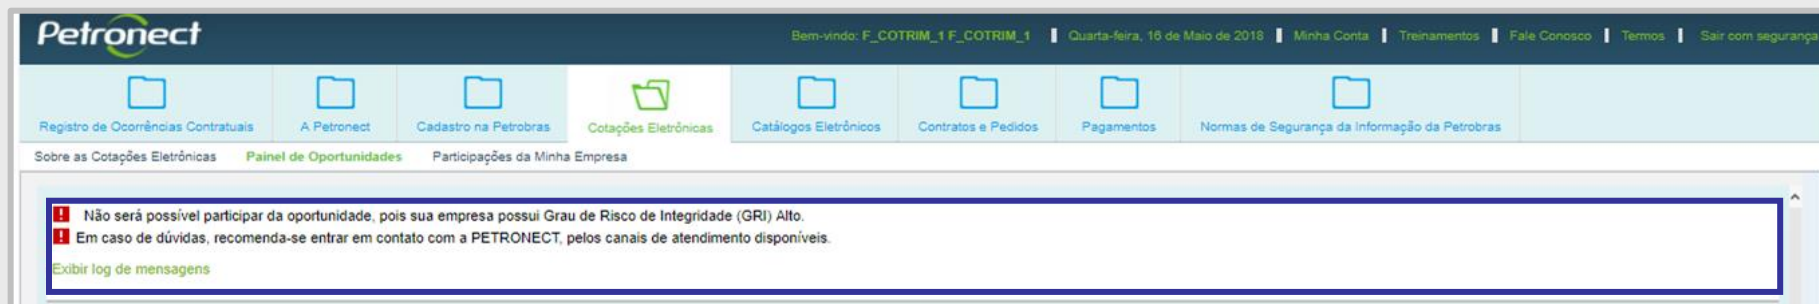 Petronect
Bem-vindo: F_COTRIM_1 F_COTRIM_1 Quarta-feira, 16 de Maio de 2018 Minha Conta Treinamentos Fale Conosco Termos Sair com segurança
Registro de Ocorrências Contratuais A Petronect Cadastro na Petrobras Cotações Eletrônicas Catálogos Eletrônicos Contratos e Pedidos Pagamentos Normas de Segurança da Informação da Petrobras
Sobre as Cotações Eletrônicas Painel de Oportunidades Participações da Minha Empresa
Não será possível participar da oportunidade, pois sua empresa possui Grau de Risco de Integridade (GRI) Alto.
Em caso de dúvidas, recomenda-se entrar em contato com a PETRONECT, pelos canais de atendimento disponíveis.
Exibir log de mensagens